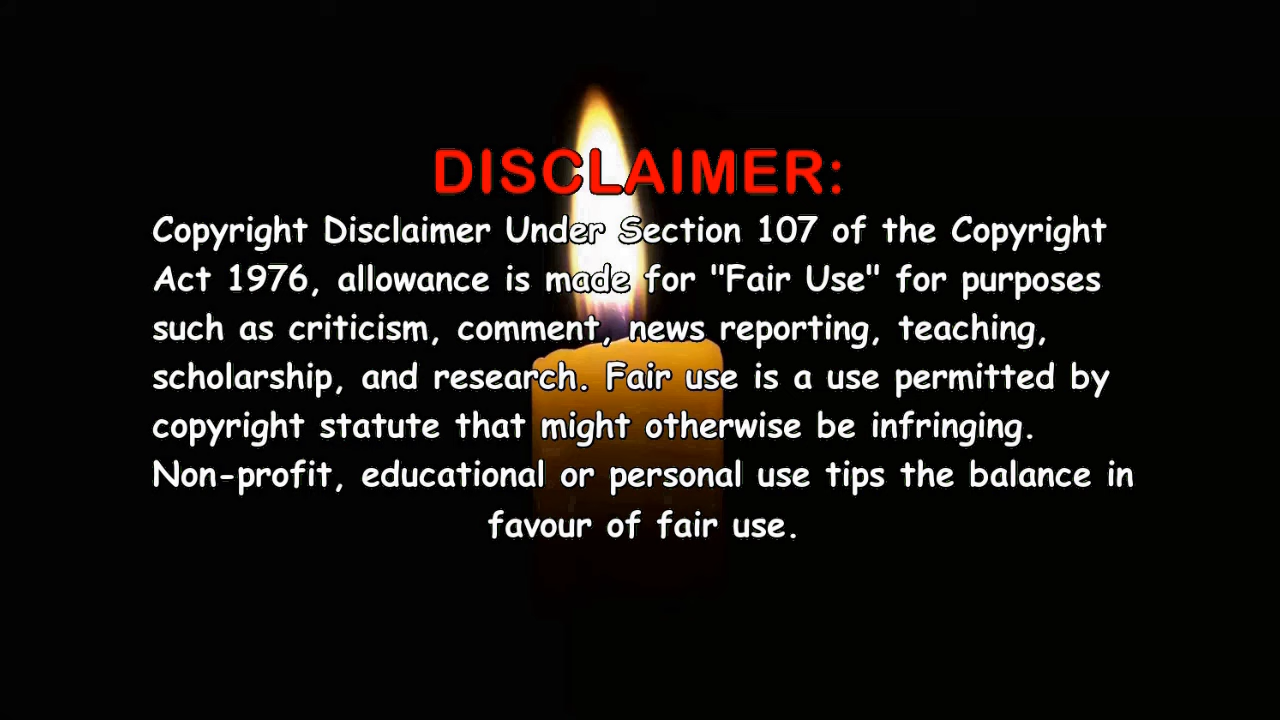 DISCLAIMER:
Copyright Disclaimer Under Section 107 of the Copyright
Act 1976, allowance is made for "Fair Use" for purposes
such as criticism, comment, news reporting, teaching,
scholarship, and research. Fair use is a use permitted by
copyright statute that might otherwise be infringing.
Non-profit, educational or personal use tips the balance in
favour of fair use.